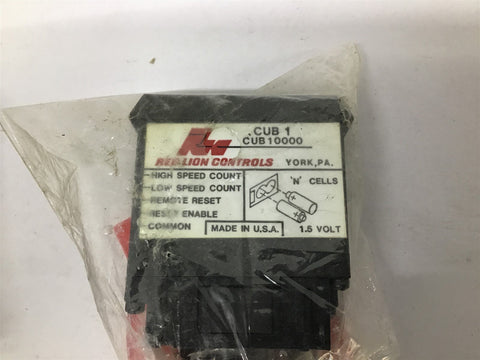 CUB 1
CUB10000
RED LION CONTROLS YORK, PA.
HIGH SPEED COUNT
LOW SPEED COUNT
REMOTE RESET
RESET ENABLE
COMMON
'N' CELLS
MADE IN U.S.A.
1.5 VOLT